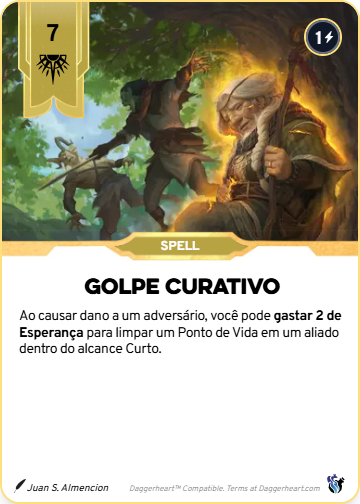 7
1
SPELL
GOLPE CURATIVO
Ao causar dano a um adversário, você pode gastar 2 de
Esperança para limpar um Ponto de Vida em um aliado
dentro do alcance Curto.
Juan S. Almencion
Daggerheart™ Compatible. Terms at Daggerheart.com